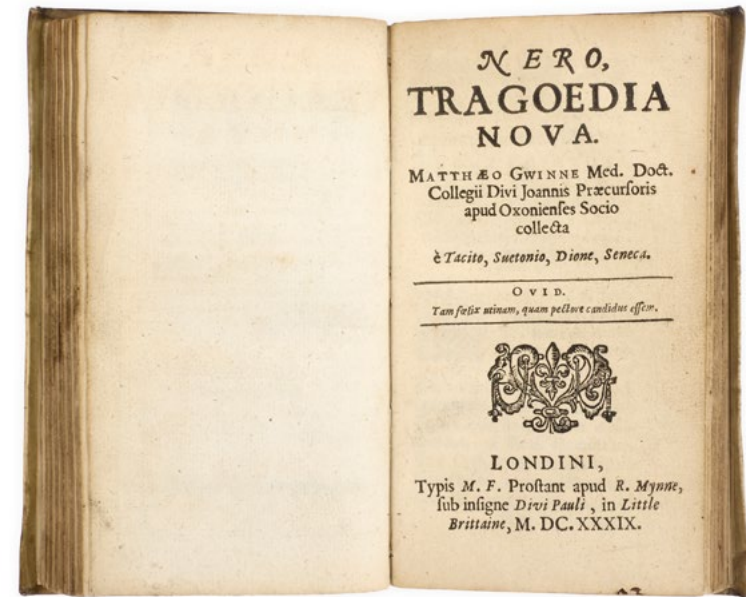 NERO,
TRAGOEDIA
NOVA.
MATTHÆO GWINNE Med. Doct.
Collegii Divi Joannis Præcurſoris
apud Oxonienſes Socio
collecta
è Tacito, Suetonio, Dione, Seneca.
OVID.
Tam fœlix utinam, quam pectore candidus eſſem.
LONDINI,
Typis M. F. Proſtant apud R. Mynne,
ſub inſigne Divi Pauli, in Little
Brittaine, M. DC. XXXIX.